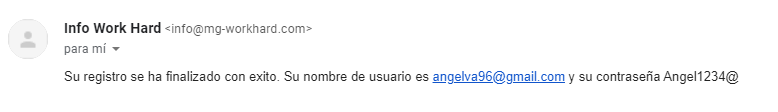 Info Work Hard <info@mg-workhard.com>
para mí
Su registro se ha finalizado con exito. Su nombre de usuario es angelva96@gmail.com y su contraseña Angel1234@